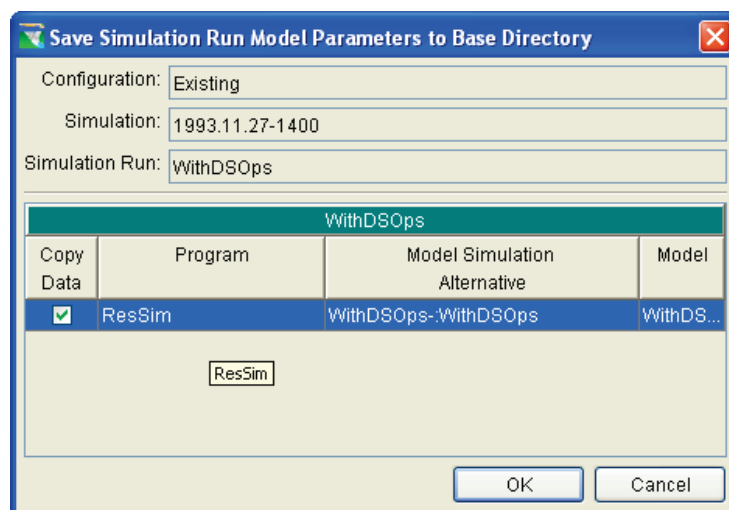 Save Simulation Run Model Parameters to Base Directory
Configuration: Existing
Simulation: 1993.11.27-1400
Simulation Run: WithDSOps
WithDSOps
Copy Data Program Model Simulation Alternative Model
ResSim WithDSOps-:WithDSOps WithDS...
ResSim
OK Cancel